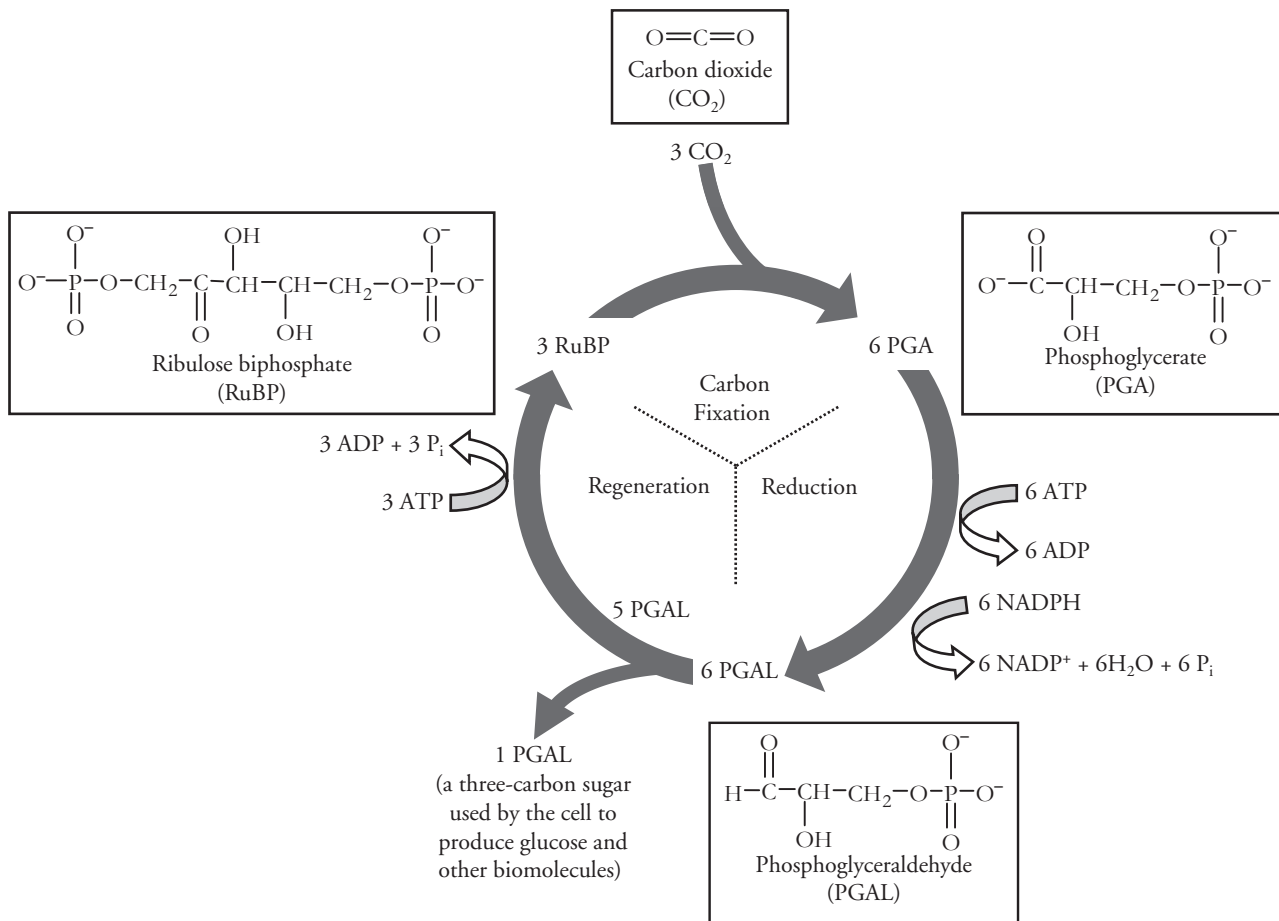 O=C=O
Carbon dioxide
(CO₂)
3 CO₂
O⁻ O⁻
OH
O⁻–P–O–CH₂–C–CH–CH–CH₂–O–P–O⁻
O O OH O
Ribulose biphosphate
(RuBP)
O O⁻
O⁻–C–CH–CH₂–O–P–O⁻
OH O
Phosphoglycerate
(PGA)
3 RuBP
6 PGA
Carbon
Fixation
Regeneration
Reduction
3 ADP + 3 Pᵢ
3 ATP
6 ATP
6 ADP
6 NADPH
6 NADP⁺ + 6H₂O + 6 Pᵢ
5 PGAL
6 PGAL
1 PGAL
(a three-carbon sugar
used by the cell to
produce glucose and
other biomolecules)
O O⁻
H–C–CH–CH₂–O–P–O⁻
OH O
Phosphoglyceraldehyde
(PGAL)